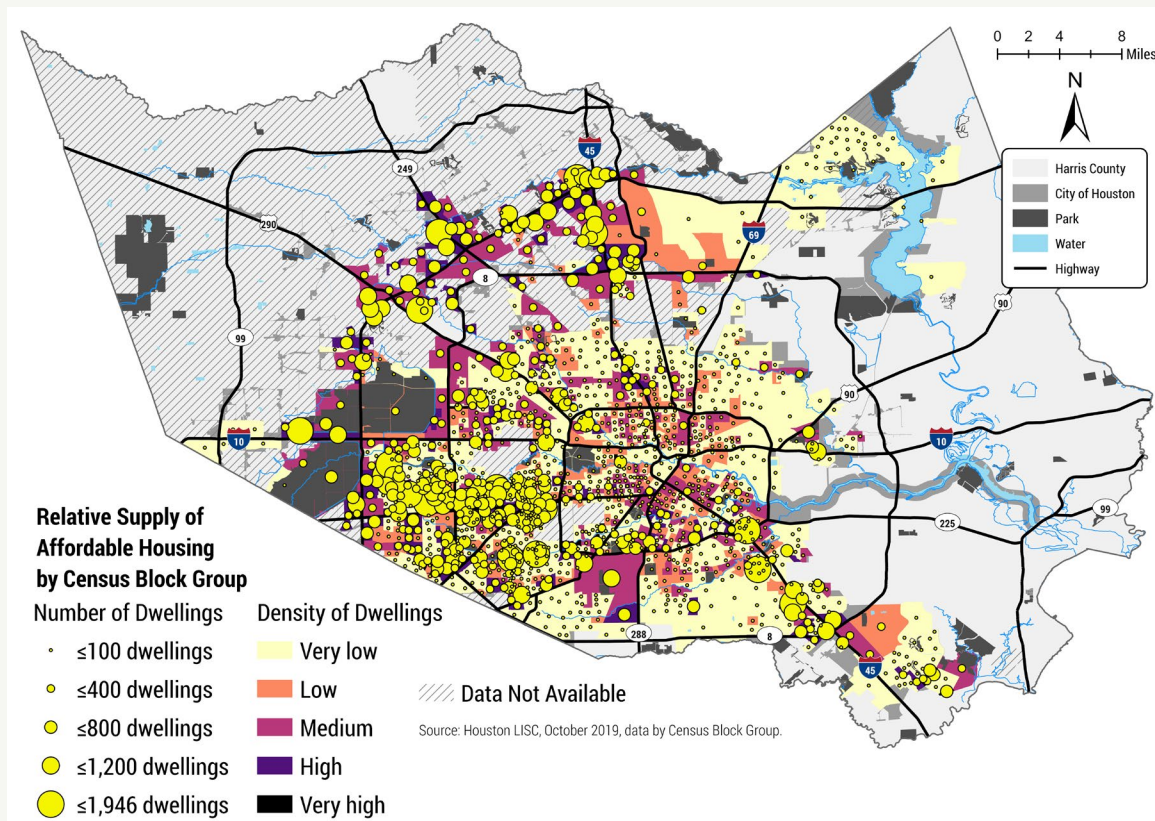 0 2 4 8
Miles
N
Harris County
City of Houston
Park
Water
Highway
45
249
290
69
8
99
90
90
10
10
225
99
288
8
45
Relative Supply of
Affordable Housing
by Census Block Group
Number of Dwellings
≤100 dwellings
≤400 dwellings
≤800 dwellings
≤1,200 dwellings
≤1,946 dwellings
Density of Dwellings
Very low
Low
Medium
High
Very high
Data Not Available
Source: Houston LISC, October 2019, data by Census Block Group.